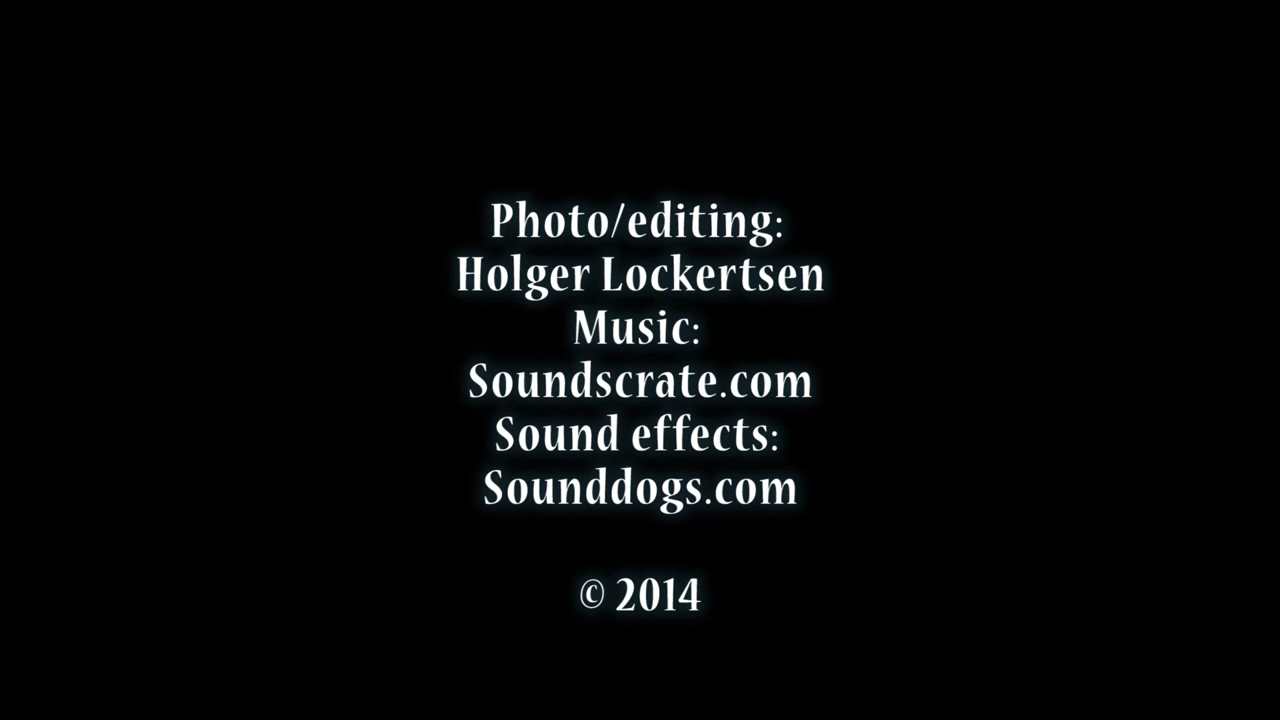 Photo/editing:
Holger Lockertsen
Music:
Soundscrate.com
Sound effects:
Sounddogs.com
© 2014